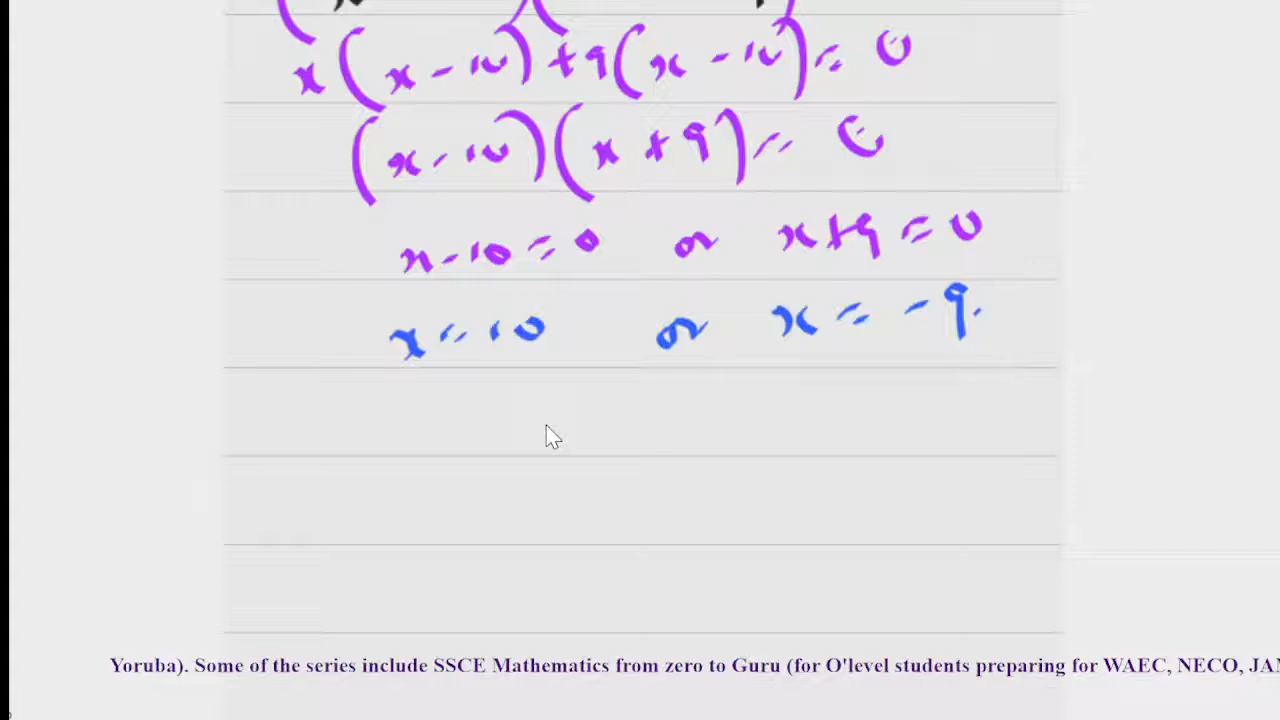 x(x-10)+9(x-10)=0
(x-10)(x+9)=0
x-10=0 or x+9=0
x=10 or x=-9.
Yoruba). Some of the series include SSCE Mathematics from zero to Guru (for O'level students preparing for WAEC, NECO,